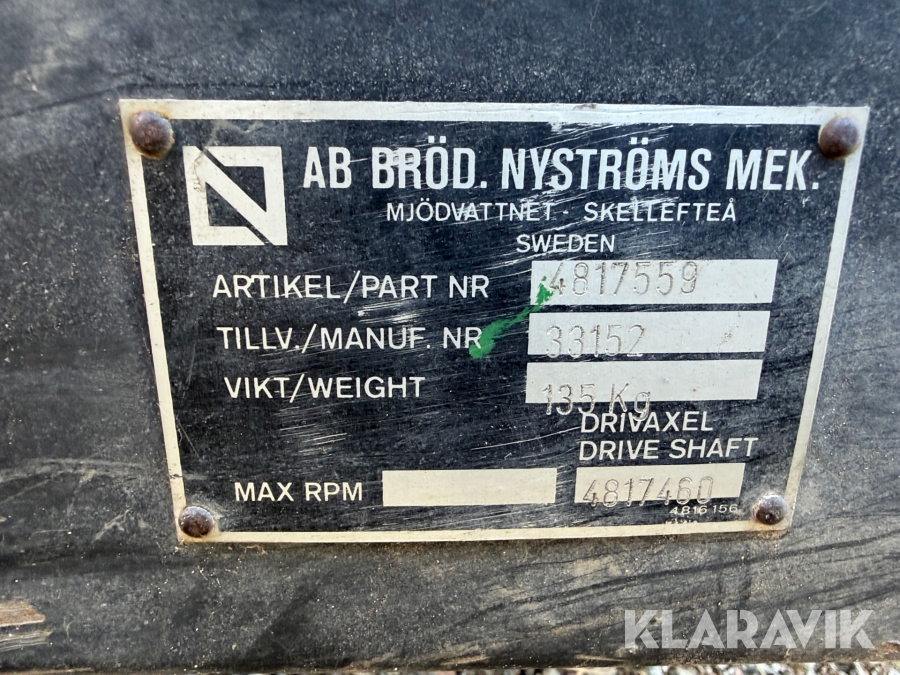 AB BRÖD. NYSTRÖMS MEK.
MJÖDVATTNET - SKELLEFTEÅ
SWEDEN
ARTIKEL/PART NR 4817559
TILLV./MANUF. NR 33152
VIKT/WEIGHT 135 Kg
DRIVAXEL
DRIVE SHAFT
MAX RPM 4817460
4816 156
KLARAVIK